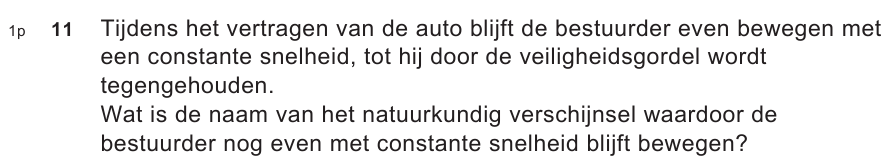 1p 11 Tijdens het vertragen van de auto blijft de bestuurder even bewegen met
een constante snelheid, tot hij door de veiligheidsgordel wordt
tegengehouden.
Wat is de naam van het natuurkundig verschijnsel waardoor de
bestuurder nog even met constante snelheid blijft bewegen?